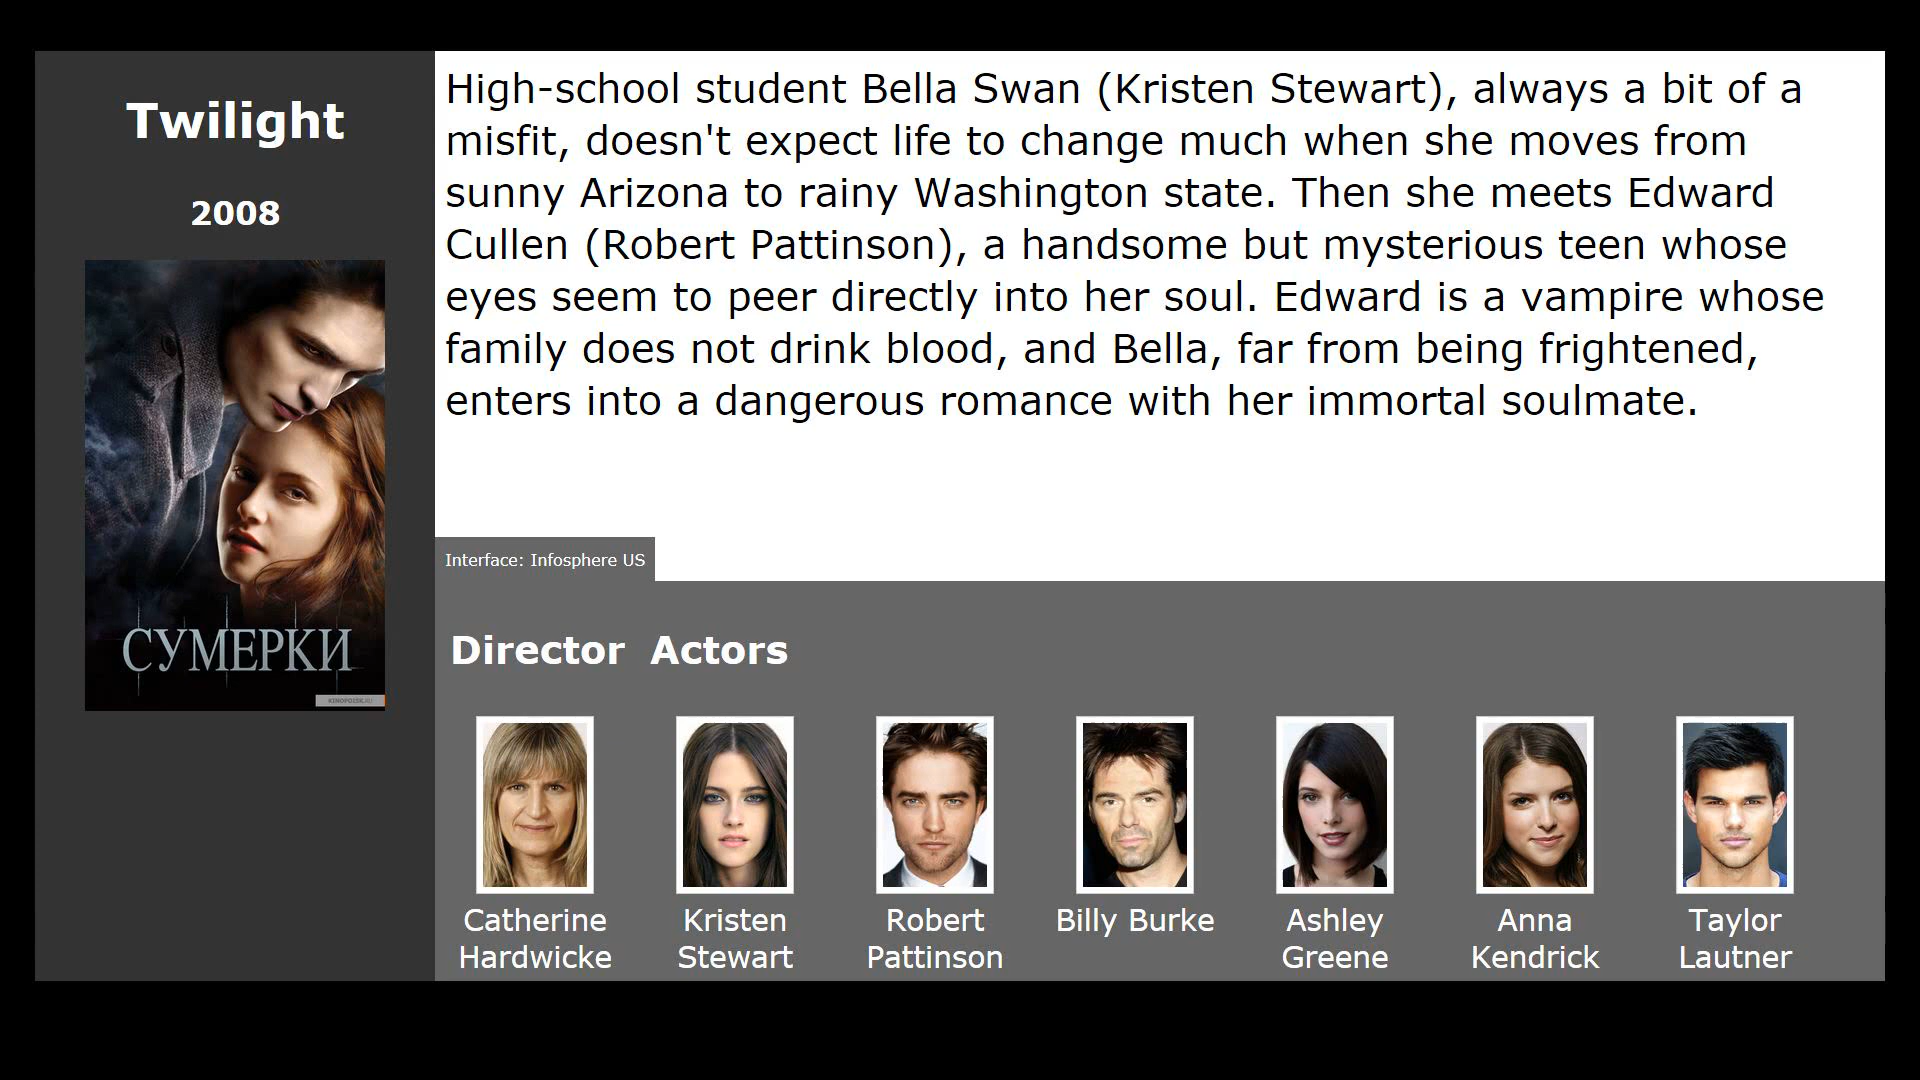 Twilight
2008
СУМЕРКИ
KINOPOISK.RU
High-school student Bella Swan (Kristen Stewart), always a bit of a
misfit, doesn't expect life to change much when she moves from
sunny Arizona to rainy Washington state. Then she meets Edward
Cullen (Robert Pattinson), a handsome but mysterious teen whose
eyes seem to peer directly into her soul. Edward is a vampire whose
family does not drink blood, and Bella, far from being frightened,
enters into a dangerous romance with her immortal soulmate.
Interface: Infosphere US
Director Actors
Catherine
Hardwicke
Kristen
Stewart
Robert
Pattinson
Billy Burke
Ashley
Greene
Anna
Kendrick
Taylor
Lautner